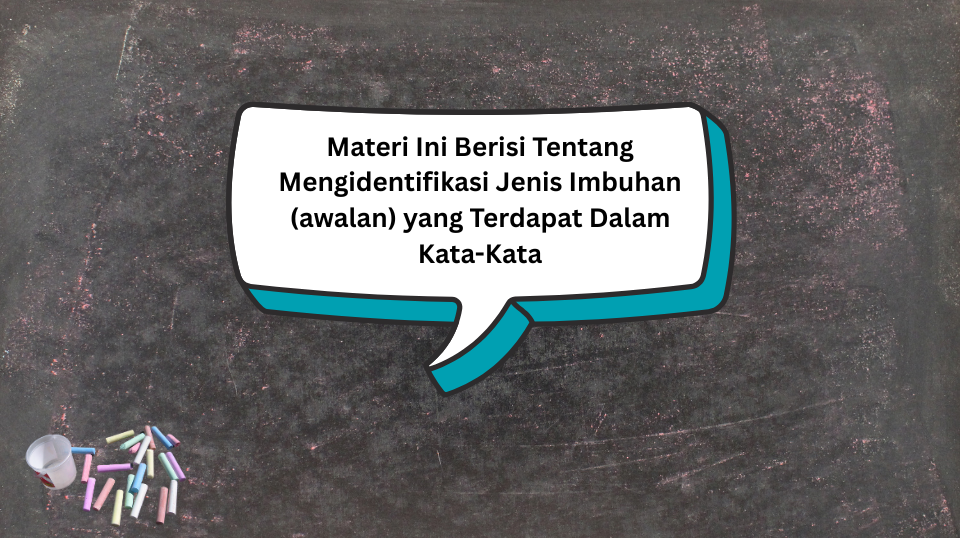 Materi Ini Berisi Tentang
Mengidentifikasi Jenis Imbuhan
(awalan) yang Terdapat Dalam
Kata-Kata